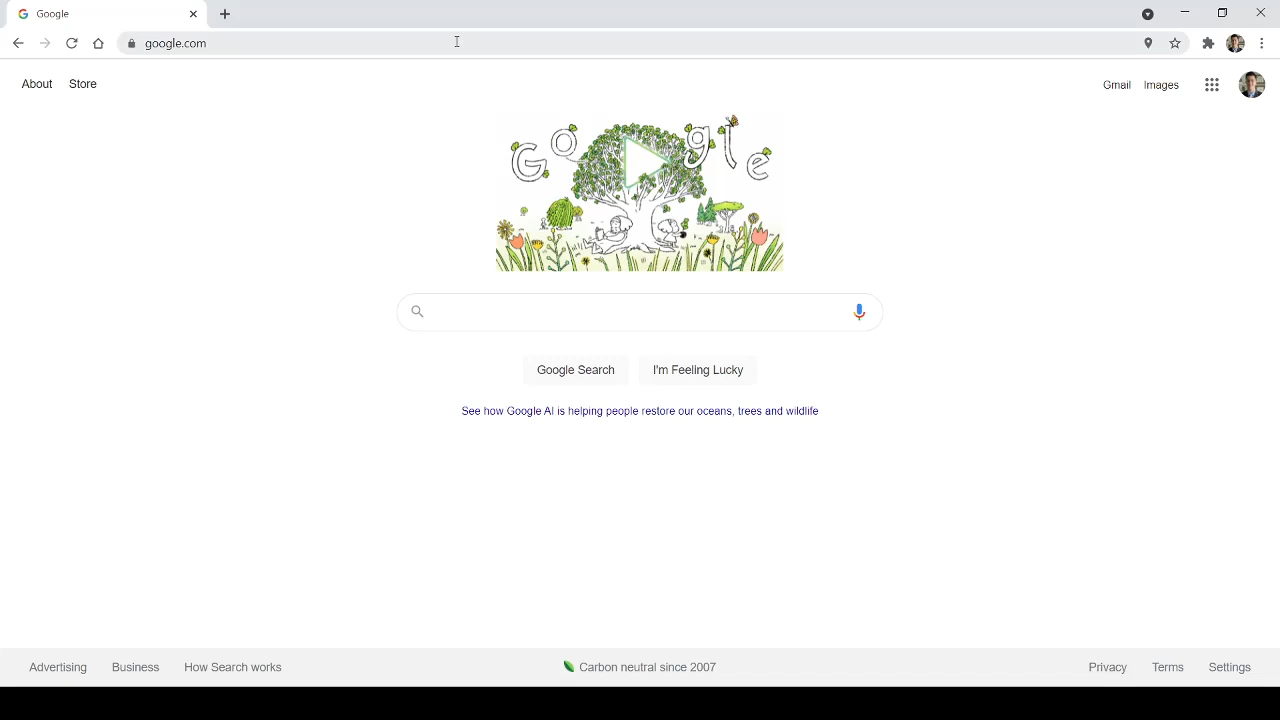 Google
google.com
About Store
Gmail Images
Google
Google Search I'm Feeling Lucky
See how Google AI is helping people restore our oceans, trees and wildlife
Advertising Business How Search works
Carbon neutral since 2007
Privacy Terms Settings